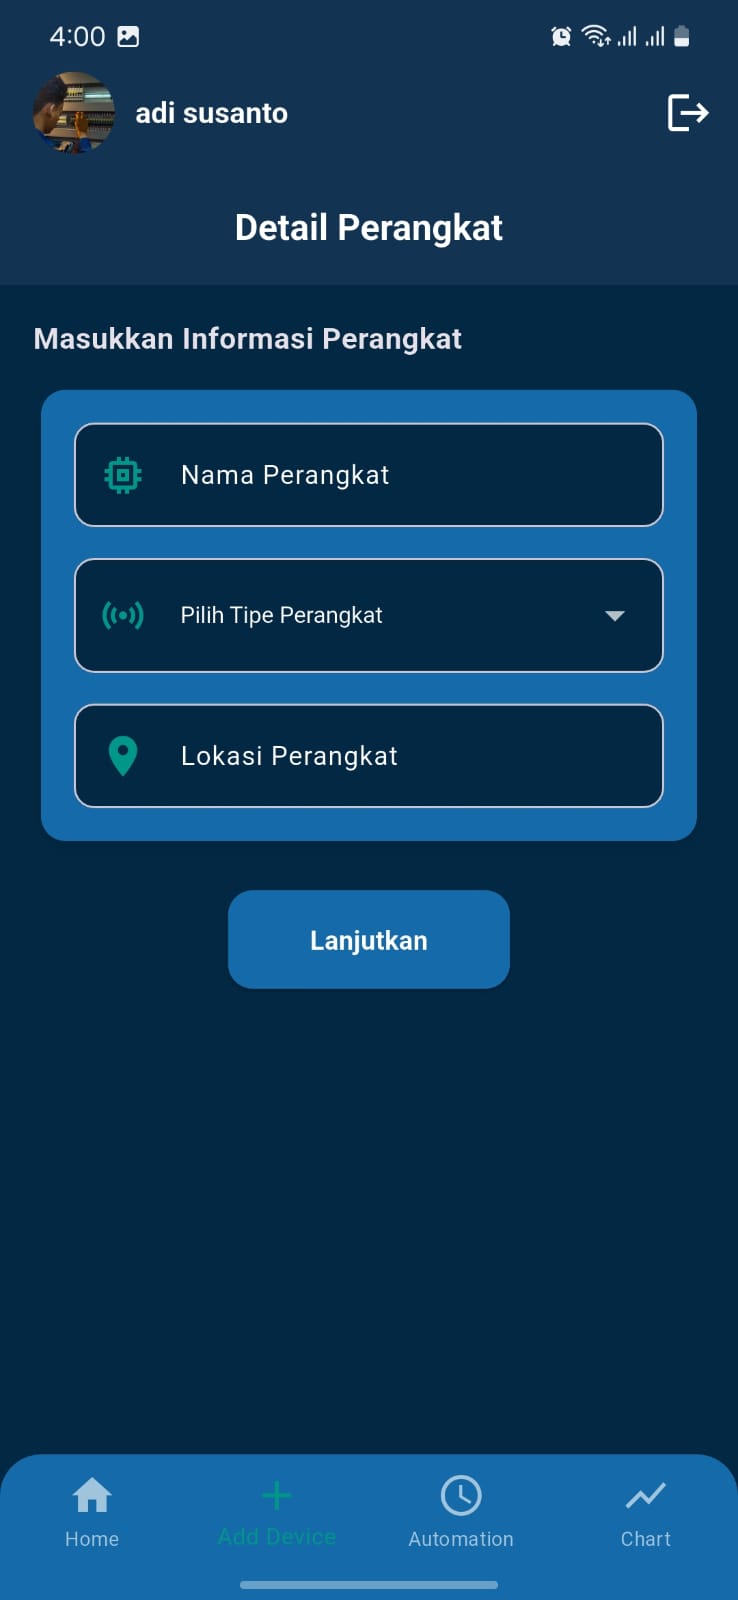 4:00
adi susanto
Detail Perangkat
Masukkan Informasi Perangkat
Nama Perangkat
Pilih Tipe Perangkat
Lokasi Perangkat
Lanjutkan
Home
Add Device
Automation
Chart